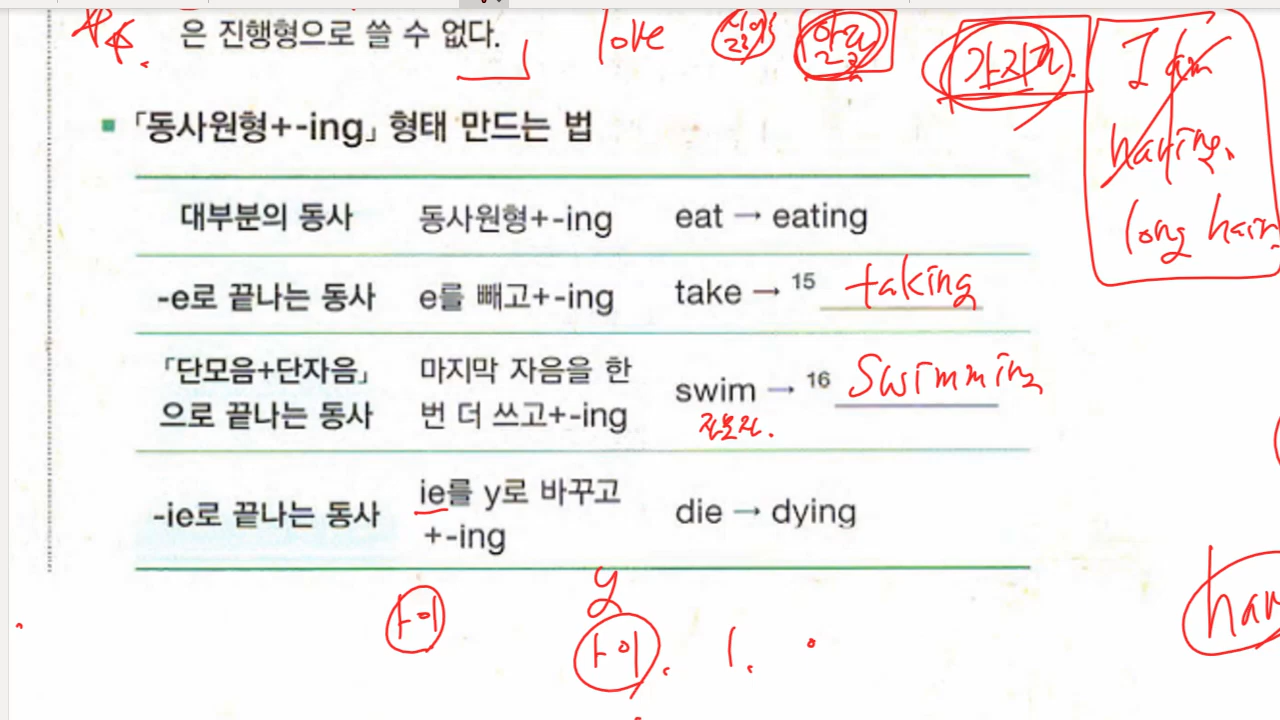 은 진행형으로 쓸 수 없다.
love
가지다.
I am
having.
long hair
■ 「동사원형+-ing」 형태 만드는 법
대부분의 동사 동사원형+-ing eat → eating
-e로 끝나는 동사 e를 빼고+-ing take → 15 taking
「단모음+단자음」 마지막 자음을 한
swim → 16 swimming
으로 끝나는 동사 번 더 쓰고+-ing
-ie로 끝나는 동사 ie를 y로 바꾸고
+-ing die → dying
y
ㅏ이 ㅏ이.